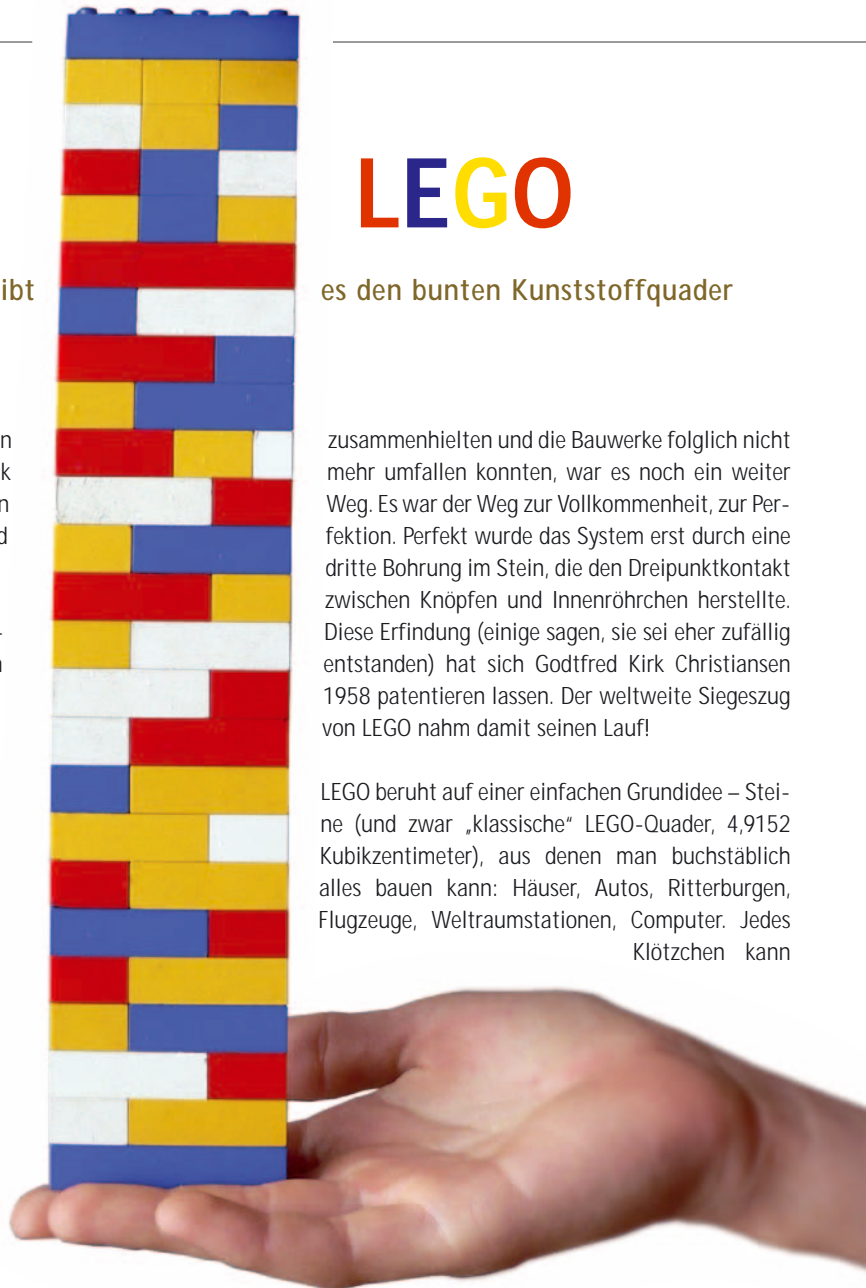 LEGO
ibt
es den bunten Kunststoffquader
n
k
n
d
-
n
zusammenhielten und die Bauwerke folglich nicht
mehr umfallen konnten, war es noch ein weiter
Weg. Es war der Weg zur Vollkommenheit, zur Per-
fektion. Perfekt wurde das System erst durch eine
dritte Bohrung im Stein, die den Dreipunktkontakt
zwischen Knöpfen und Innenröhrchen herstellte.
Diese Erfindung (einige sagen, sie sei eher zufällig
entstanden) hat sich Godtfred Kirk Christiansen
1958 patentieren lassen. Der weltweite Siegeszug
von LEGO nahm damit seinen Lauf!
LEGO beruht auf einer einfachen Grundidee – Stei-
ne (und zwar „klassische“ LEGO-Quader, 4,9152
Kubikzentimeter), aus denen man buchstäblich
alles bauen kann: Häuser, Autos, Ritterburgen,
Flugzeuge, Weltraumstationen, Computer. Jedes
Klötzchen kann